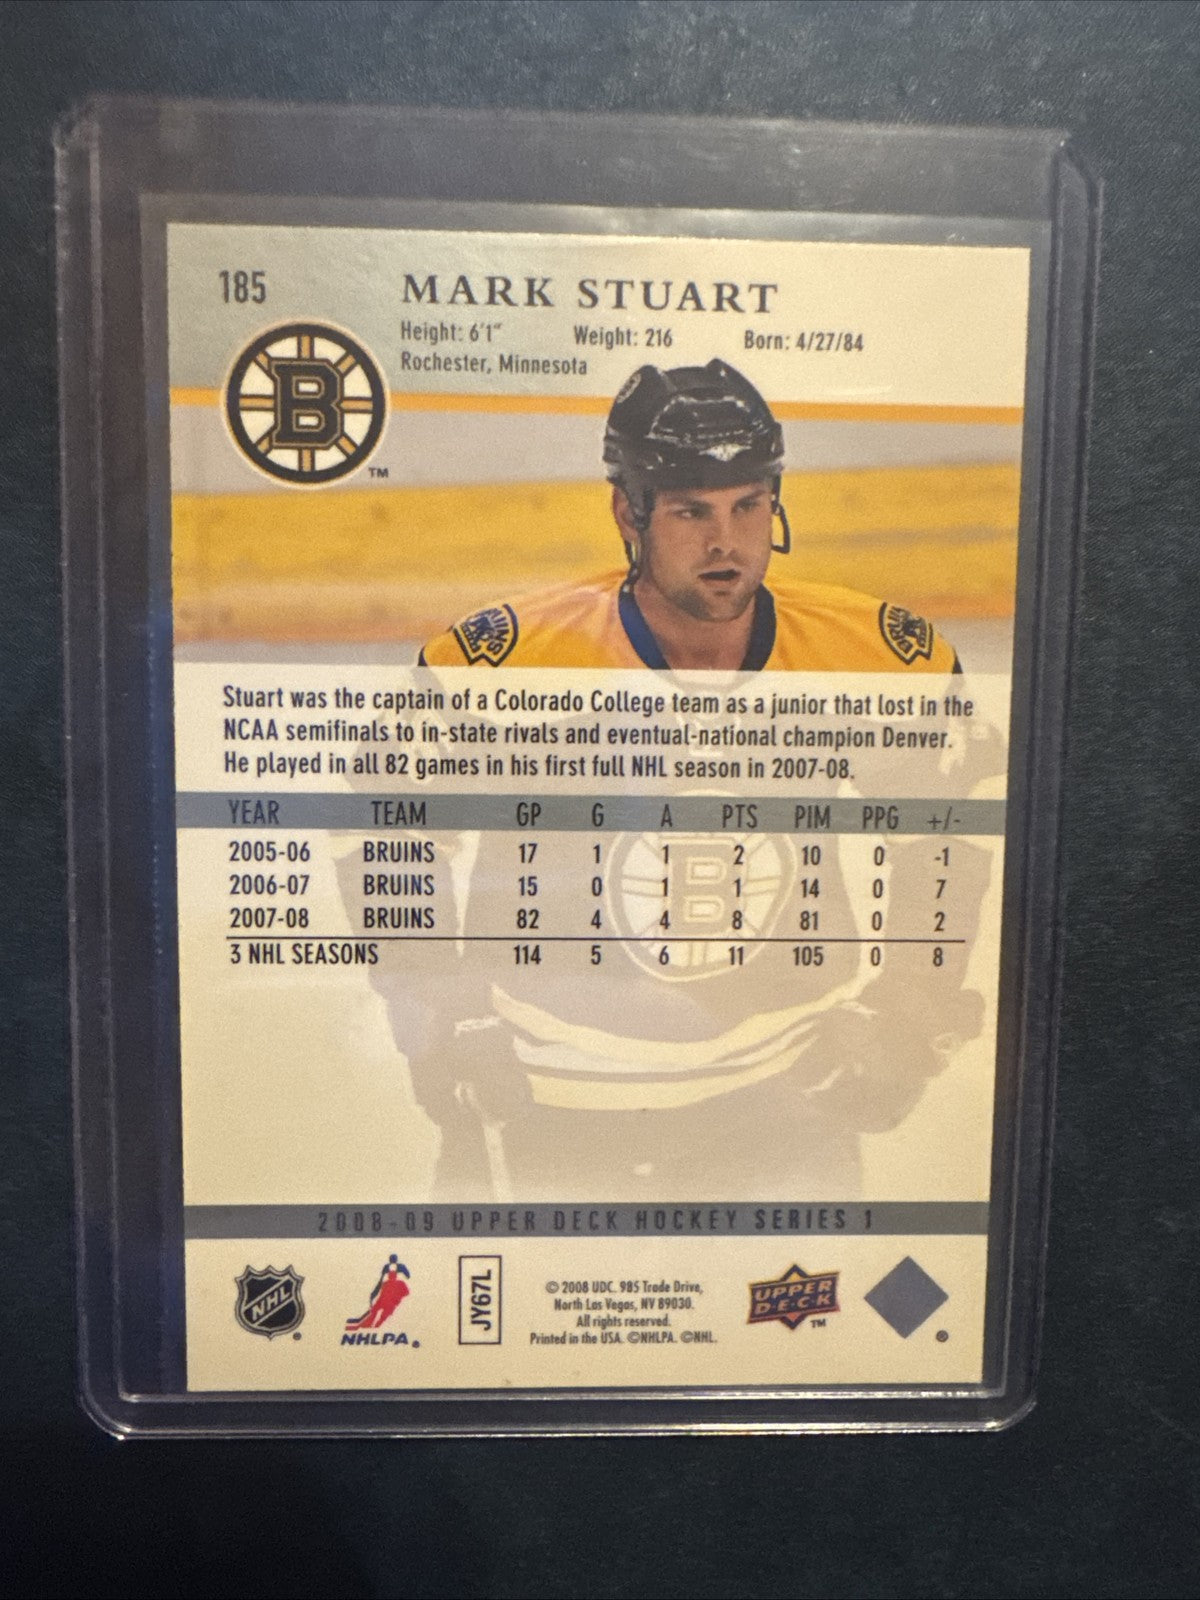 185
MARK STUART
Height: 6'1" Weight: 216 Born: 4/27/84
Rochester, Minnesota
B
TM
BRUINS
Stuart was the captain of a Colorado College team as a junior that lost in the
NCAA semifinals to in-state rivals and eventual-national champion Denver.
He played in all 82 games in his first full NHL season in 2007-08.
YEAR TEAM GP G A PTS PIM PPG +/-
2005-06 BRUINS 17 1 1 2 10 0 -1
2006-07 BRUINS 15 0 1 1 14 0 7
2007-08 BRUINS 82 4 4 8 81 0 2
3 NHL SEASONS 114 5 6 11 105 0 8
B
2008-09 UPPER DECK HOCKEY SERIES 1
NHL ®
NHLPA ®
JY67L
© 2008 UDC. 985 Trade Drive,
North Las Vegas, NV 89030.
All rights reserved.
Printed in the USA. ©NHLPA. ©NHL.
UPPER
DECK
TM
®